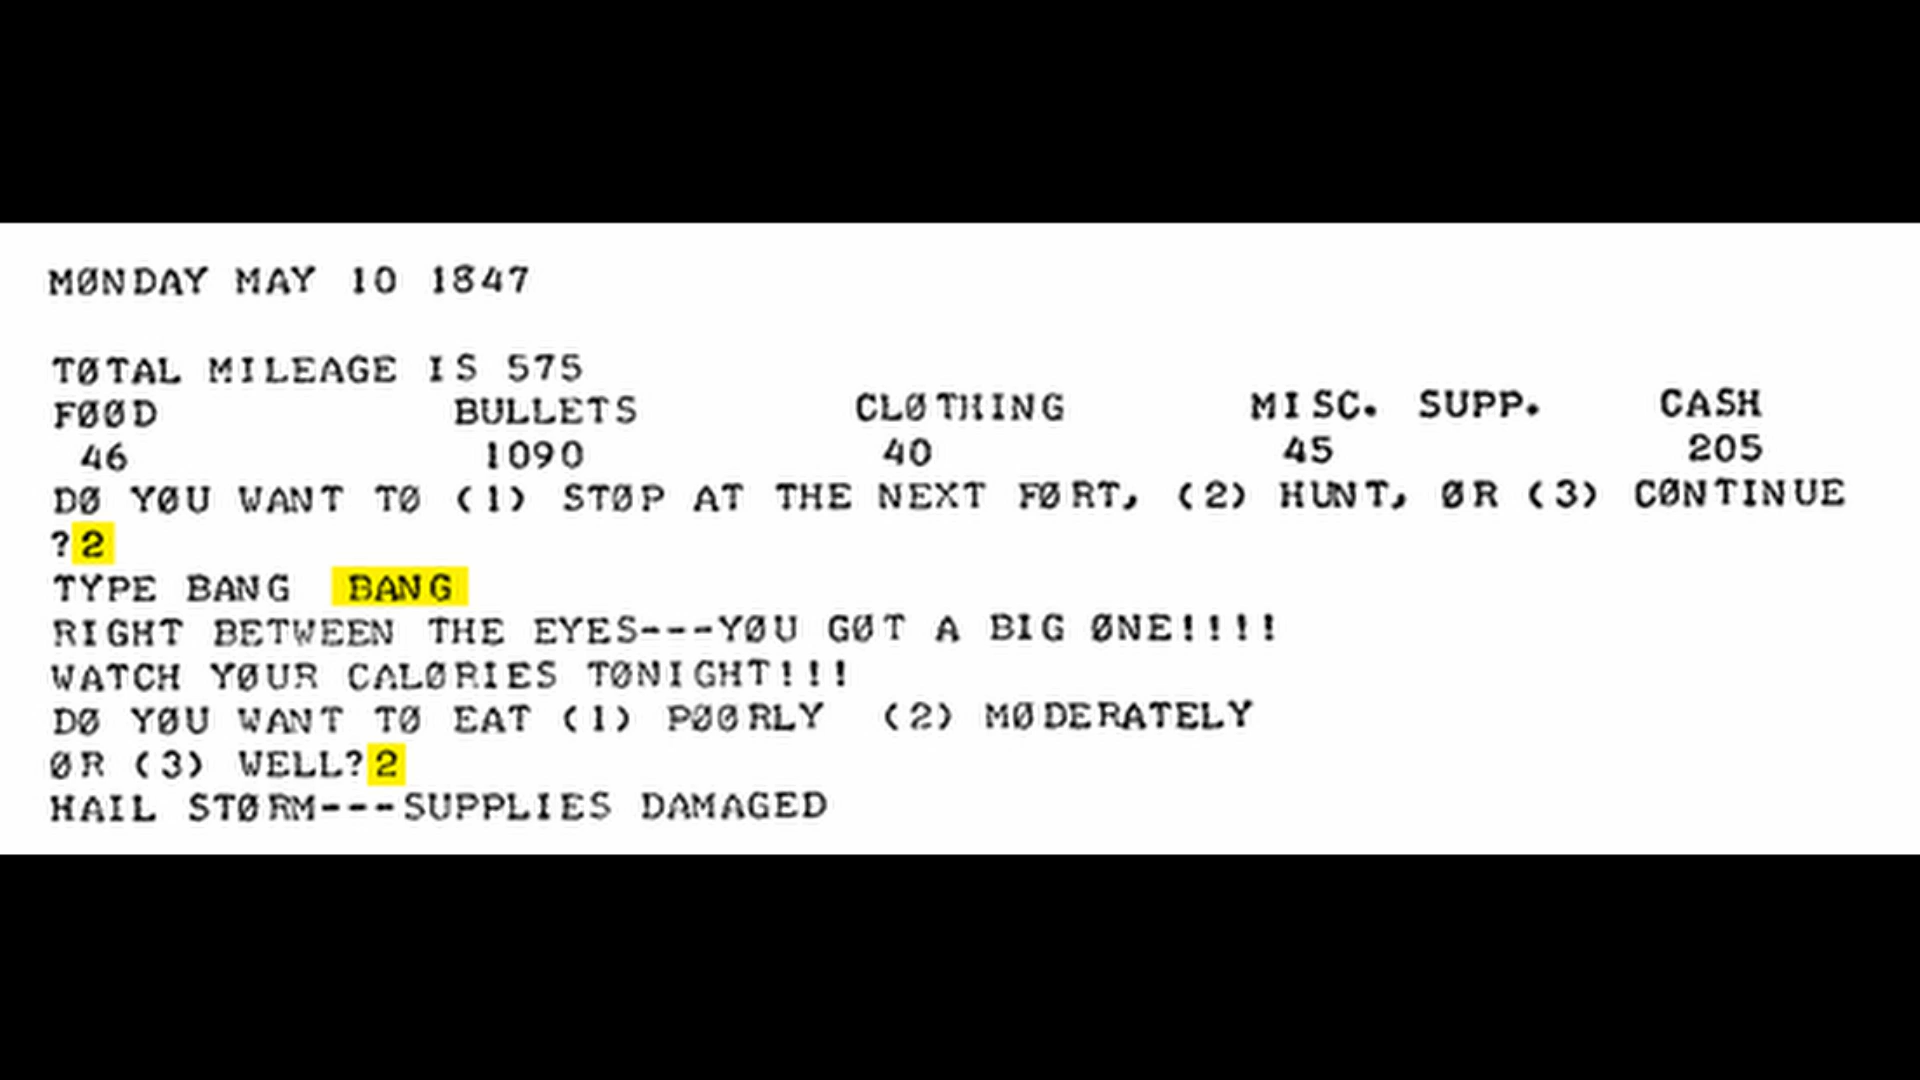 MØNDAY MAY 10 1847
TØTAL MILEAGE IS 575
FØØD BULLETS CLØTHING MISC. SUPP. CASH
46 1090 40 45 205
DØ YØU WANT TØ (1) STØP AT THE NEXT FØRT, (2) HUNT, ØR (3) CØNTINUE
?2
TYPE BANG BANG
RIGHT BETWEEN THE EYES---YØU GØT A BIG ØNE!!!!
WATCH YØUR CALØRIES TØNIGHT!!!
DØ YØU WANT TØ EAT (1) PØØRLY (2) MØDERATELY
ØR (3) WELL?2
HAIL STØRM---SUPPLIES DAMAGED